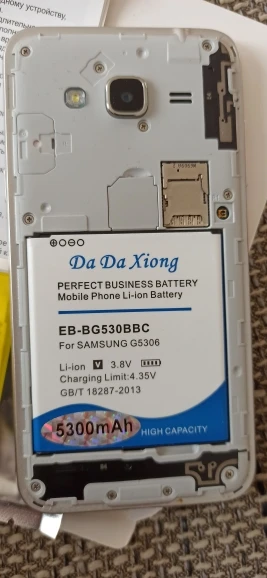 Da Da Xiong
PERFECT BUSINESS BATTERY
Mobile Phone Li-ion Battery
EB-BG530BBC
For SAMSUNG G5306
Li-ion V 3.8V
Charging Limit:4.35V
GB/T 18287-2013
5300mAh HIGH CAPACITY